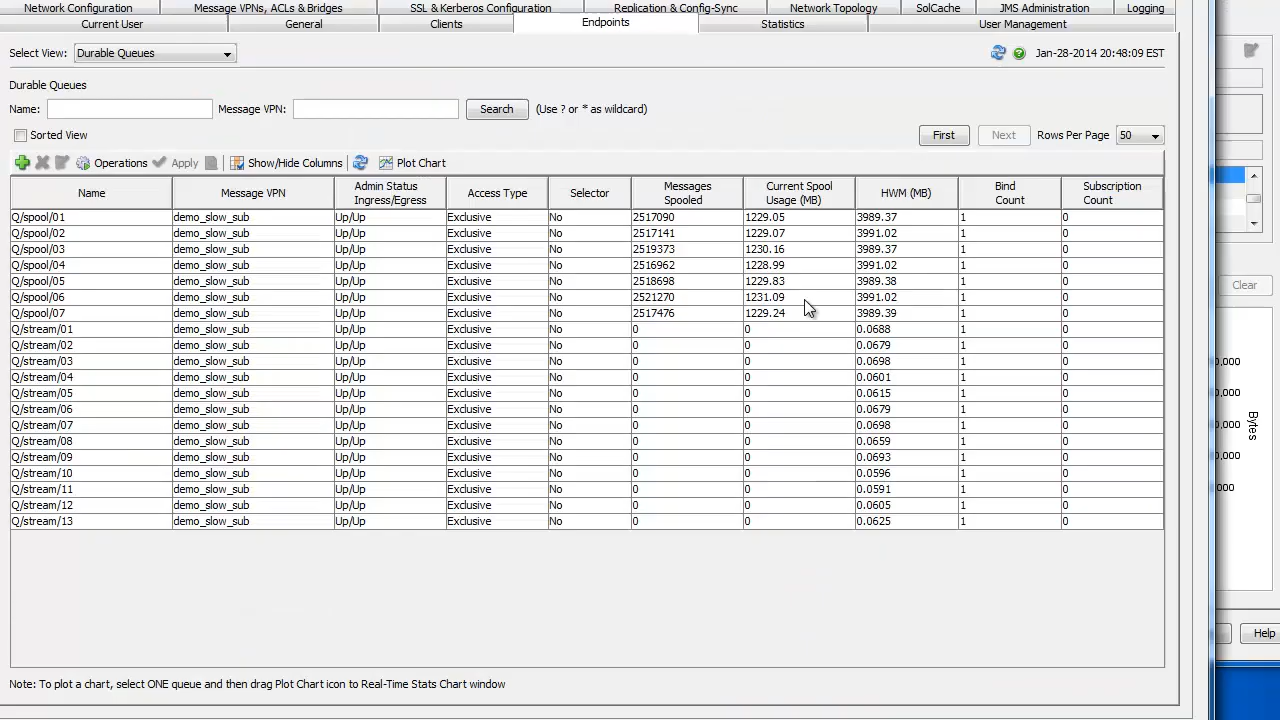 Network Configuration Message VPNs, ACLs & Bridges SSL & Kerberos Configuration Replication & Config-Sync Network Topology SolCache JMS Administration Logging
Current User General Clients Endpoints Statistics User Management
Select View: Durable Queues Jan-28-2014 20:48:09 EST
Durable Queues
Name: Message VPN: Search (Use ? or * as wildcard)
Sorted View First Next Rows Per Page 50
Operations Apply Show/Hide Columns Plot Chart
Name Message VPN Admin Status Ingress/Egress Access Type Selector Messages Spooled Current Spool Usage (MB) HWM (MB) Bind Count Subscription Count
Q/spool/01 demo_slow_sub Up/Up Exclusive No 2517090 1229.05 3989.37 1 0
Q/spool/02 demo_slow_sub Up/Up Exclusive No 2517141 1229.07 3991.02 1 0
Q/spool/03 demo_slow_sub Up/Up Exclusive No 2519373 1230.16 3989.37 1 0
Q/spool/04 demo_slow_sub Up/Up Exclusive No 2516962 1228.99 3991.02 1 0
Q/spool/05 demo_slow_sub Up/Up Exclusive No 2518698 1229.83 3989.38 1 0
Q/spool/06 demo_slow_sub Up/Up Exclusive No 2521270 1231.09 3991.02 1 0
Q/spool/07 demo_slow_sub Up/Up Exclusive No 2517476 1229.24 3989.39 1 0
Q/stream/01 demo_slow_sub Up/Up Exclusive No 0 0 0.0688 1 0
Q/stream/02 demo_slow_sub Up/Up Exclusive No 0 0 0.0679 1 0
Q/stream/03 demo_slow_sub Up/Up Exclusive No 0 0 0.0698 1 0
Q/stream/04 demo_slow_sub Up/Up Exclusive No 0 0 0.0601 1 0
Q/stream/05 demo_slow_sub Up/Up Exclusive No 0 0 0.0615 1 0
Q/stream/06 demo_slow_sub Up/Up Exclusive No 0 0 0.0679 1 0
Q/stream/07 demo_slow_sub Up/Up Exclusive No 0 0 0.0698 1 0
Q/stream/08 demo_slow_sub Up/Up Exclusive No 0 0 0.0659 1 0
Q/stream/09 demo_slow_sub Up/Up Exclusive No 0 0 0.0693 1 0
Q/stream/10 demo_slow_sub Up/Up Exclusive No 0 0 0.0596 1 0
Q/stream/11 demo_slow_sub Up/Up Exclusive No 0 0 0.0591 1 0
Q/stream/12 demo_slow_sub Up/Up Exclusive No 0 0 0.0605 1 0
Q/stream/13 demo_slow_sub Up/Up Exclusive No 0 0 0.0625 1 0
Note: To plot a chart, select ONE queue and then drag Plot Chart icon to Real-Time Stats Chart window
Clear
0,000
0,000
0,000
0,000
000
Bytes
Help